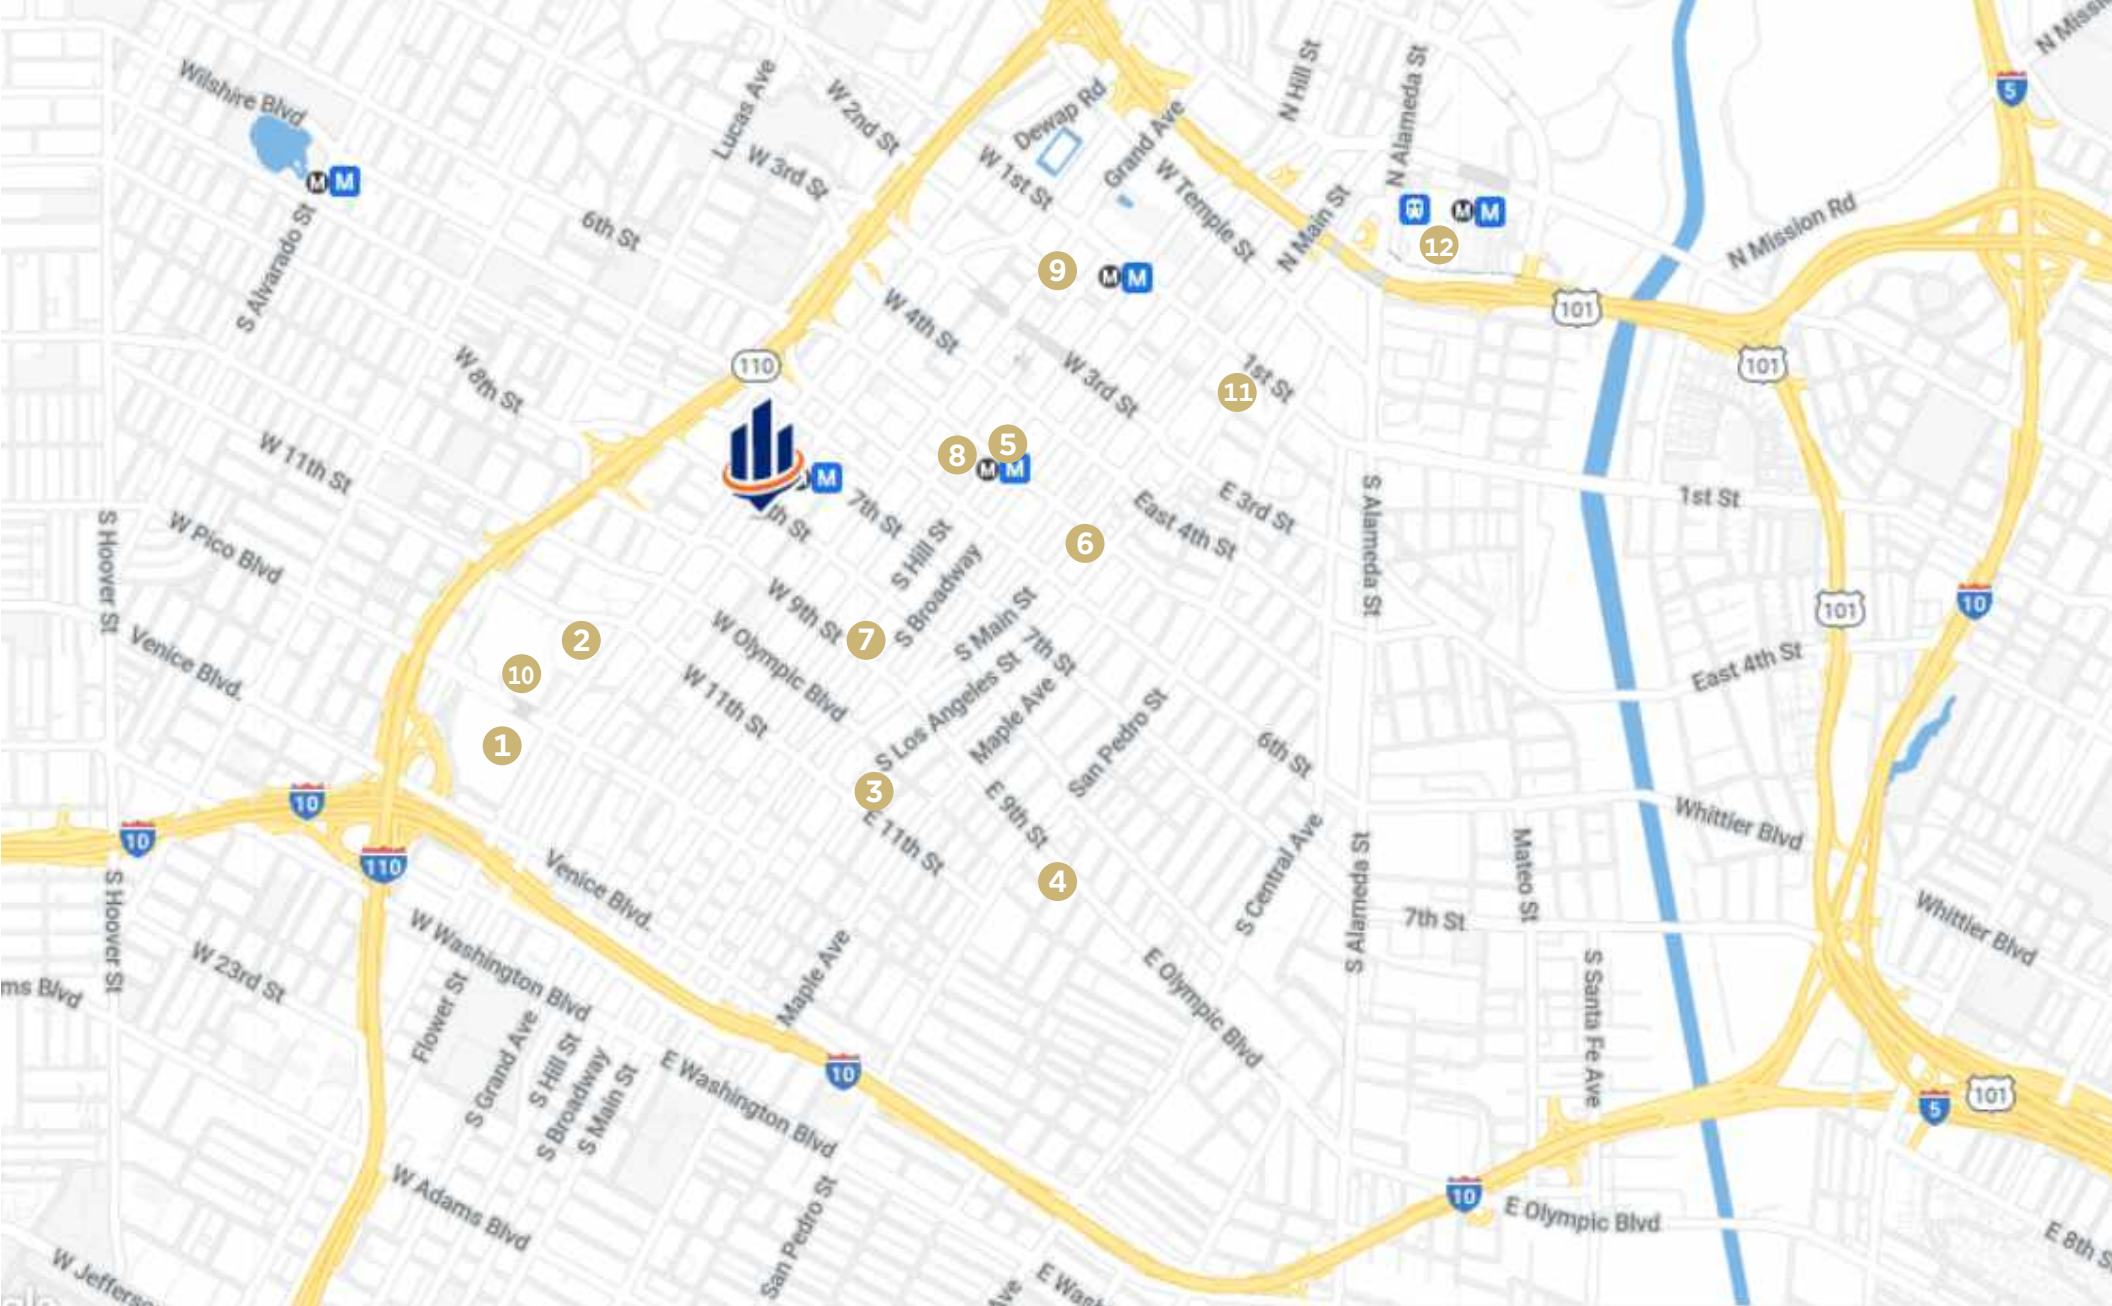 N Missi
Wilshire Blvd
Lucas Ave
W 2nd St
Dewap Rd
N Hill St
N Alameda St
5
Grand Ave
W 3rd St
W 1st St
W Temple St
M M
S Alvarado St
6th St
N Main St
M M
12
N Mission Rd
9
M M
W 4th St
101
110
W 3rd St
1st St
101
11
W 8th St
W 11th St
8
5
M M
M
7th St
th St
S Hill St
S Broadway
East 4th St
E 3rd St
S Alameda St
1st St
W Pico Blvd
S Hoover St
6
W 9th St
W Olympic Blvd
7
S Main St
7th St
10
101
Venice Blvd.
2
10
1
W 11th St
S Los Angeles St
Maple Ave
San Pedro St
East 4th St
6th St
3
E 11th St
E 9th St
10
10
110
Whittier Blvd
S Hoover St
Venice Blvd.
4
S Central Ave
S Alameda St
Mateo St
7th St
Whittier Blvd
W Washington Blvd
W 23rd St
ms Blvd
Flower St
S Grand Ave
S Hill St
S Broadway
S Main St
Maple Ave
E Olympic Blvd
S Santa Fe Ave
10
E Washington Blvd
5
101
W Adams Blvd
San Pedro St
10
E Olympic Blvd
E 8th S
W Jefferso
Ave
E Wash